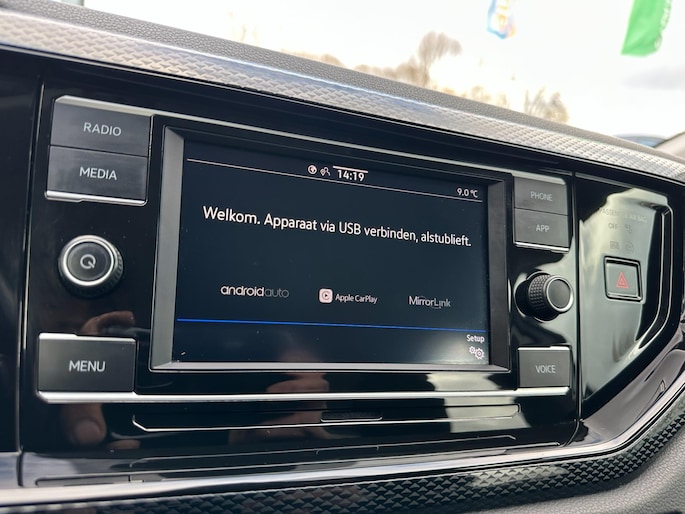 RADIO
MEDIA
MENU
14:19
9.0 °C
Welkom. Apparaat via USB verbinden, alstublieft.
androidauto
Apple CarPlay
MirrorLink
Setup
PHONE
APP
VOICE
OFF